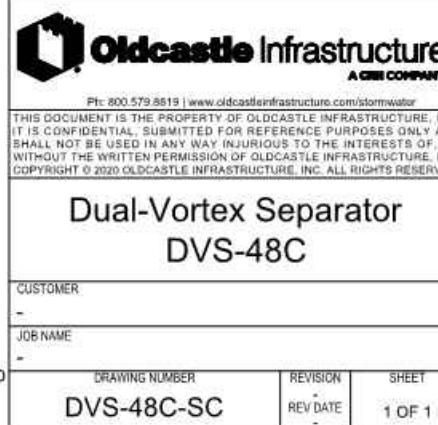 Oldcastle Infrastructure
A CRH COMPANY
Ph: 800.579.8819 | www.oldcastleinfrastructure.com/stormwater
THIS DOCUMENT IS THE PROPERTY OF OLDCASTLE INFRASTRUCTURE,
IT IS CONFIDENTIAL, SUBMITTED FOR REFERENCE PURPOSES ONLY
SHALL NOT BE USED IN ANY WAY INJURIOUS TO THE INTERESTS OF,
WITHOUT THE WRITTEN PERMISSION OF OLDCASTLE INFRASTRUCTURE,
COPYRIGHT © 2020 OLDCASTLE INFRASTRUCTURE, INC. ALL RIGHTS RESERV
Dual-Vortex Separator
DVS-48C
CUSTOMER
-
JOB NAME
-
DRAWING NUMBER REVISION SHEET
DVS-48C-SC - 1 OF 1
REV DATE
-